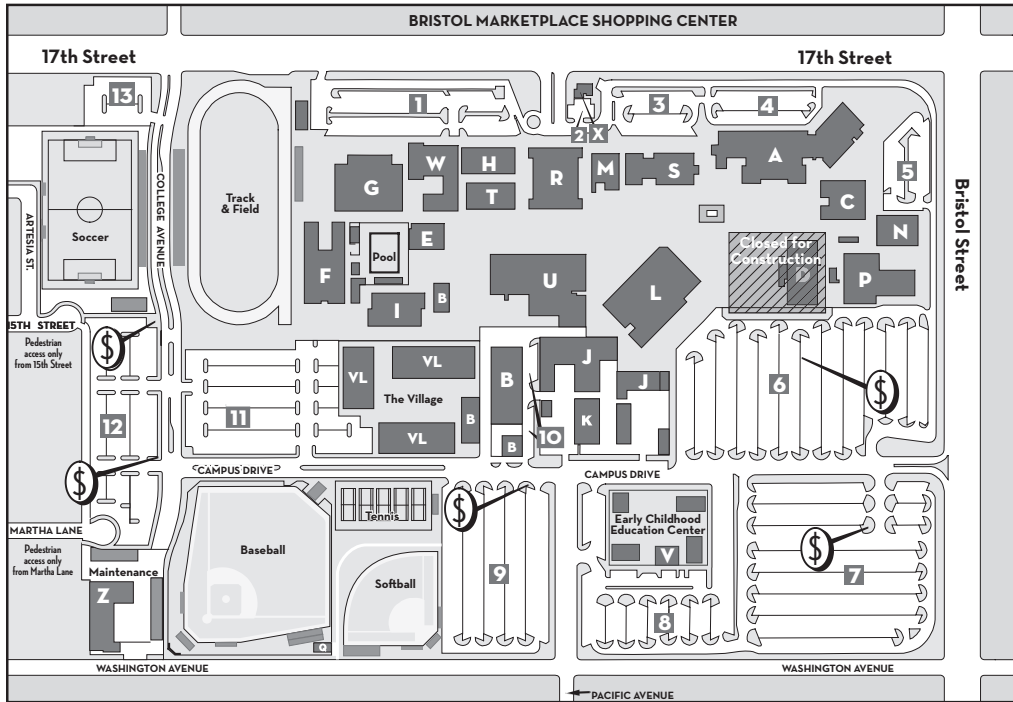 BRISTOL MARKETPLACE SHOPPING CENTER
17th Street
17th Street
13
1
2
X
3
4
5
Track
& Field
COLLEGE AVENUE
ARTESIA ST.
Soccer
G
W
H
T
R
M
S
A
C
N
Bristol Street
E
Pool
F
I
B
U
L
Closed for
Construction
D
P
15TH STREET
Pedestrian
access only
from 15th Street
$
12
$
11
VL
VL
The Village
VL
B
B
B
10
J
J
K
6
$
CAMPUS DRIVE
CAMPUS DRIVE
MARTHA LANE
Pedestrian
access only
from Martha Lane
Maintenance
Z
Baseball
Tennis
Softball
Q
$
9
Early Childhood
Education Center
V
8
$
7
WASHINGTON AVENUE
WASHINGTON AVENUE
PACIFIC AVENUE